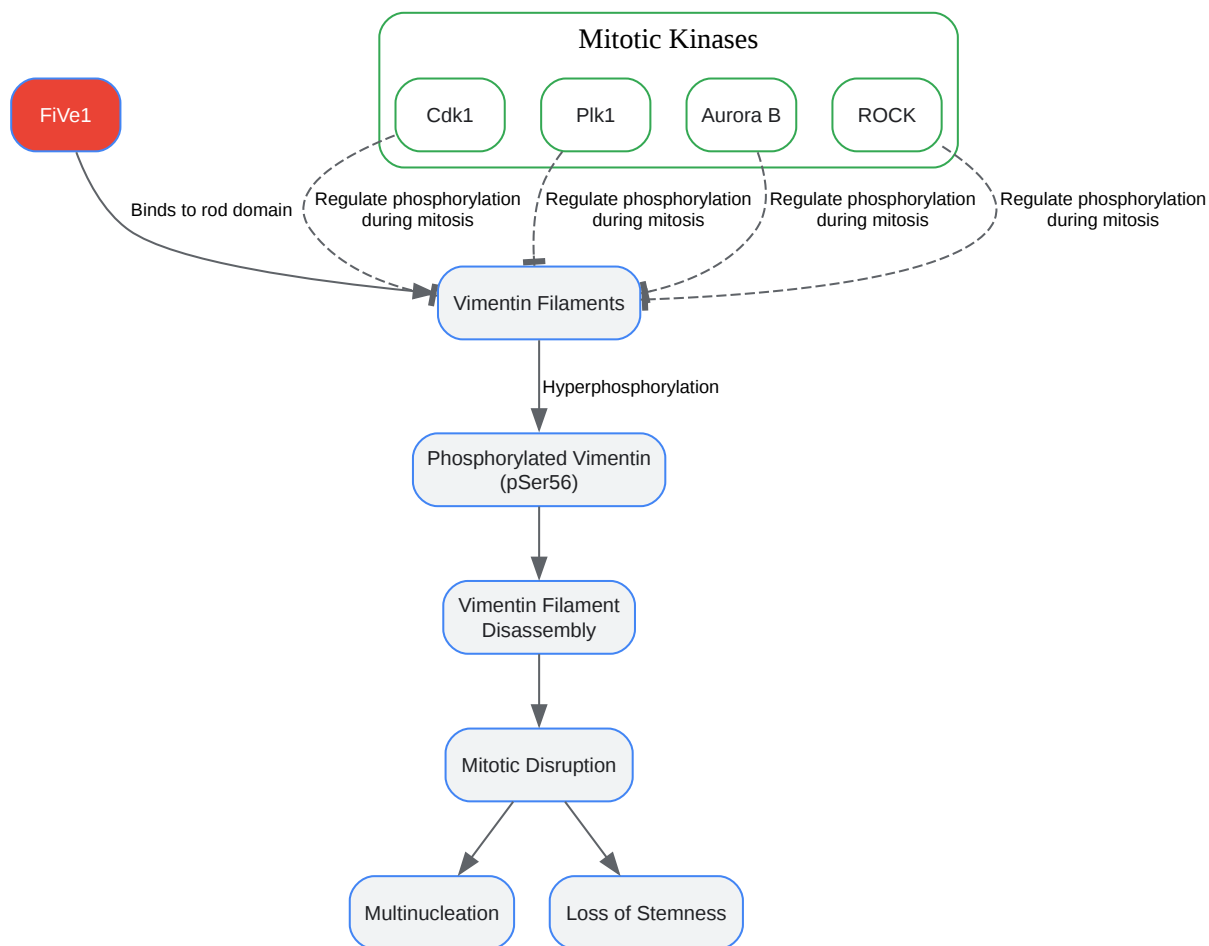 Mitotic Kinases
FiVe1
Cdk1
Plk1
Aurora B
ROCK
Binds to rod domain
Regulate phosphorylation
during mitosis
Regulate phosphorylation
during mitosis
Regulate phosphorylation
during mitosis
Regulate phosphorylation
during mitosis
Vimentin Filaments
Hyperphosphorylation
Phosphorylated Vimentin
(pSer56)
Vimentin Filament
Disassembly
Mitotic Disruption
Multinucleation
Loss of Stemness